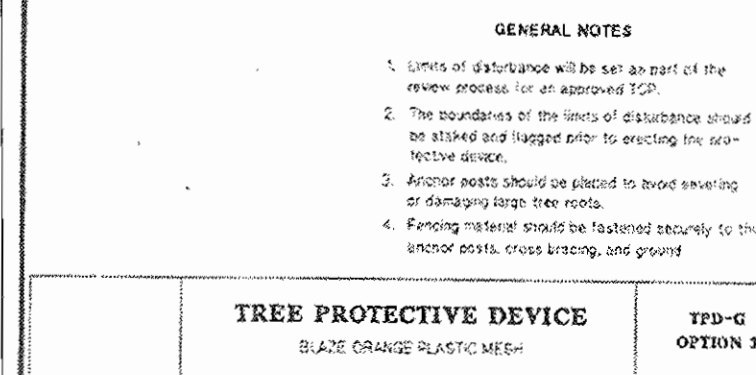 GENERAL NOTES
1. Limits of disturbance will be set as part of the
review process for an approved TCP.
2. The boundaries of the limits of disturbance should
be staked and flagged prior to erecting the pro-
tective device.
3. Anchor posts should be placed to avoid severing
or damaging large tree roots.
4. Fencing material should be fastened securely to the
anchor posts, cross bracing, and ground
TREE PROTECTIVE DEVICE
BLAZE ORANGE PLASTIC MESH
TPD-G
OPTION